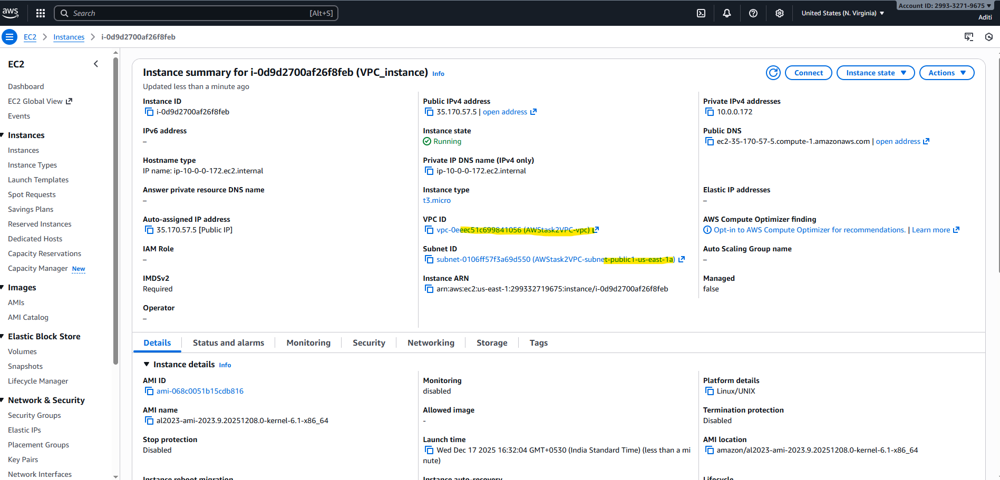 aws
Search
[Alt+S]
United States (N. Virginia)
Account ID: 2993-3271-9675
Aditi
EC2
Instances
i-0d9d2700af26f8feb
EC2
Dashboard
EC2 Global View
Events
Instances
Instances
Instance Types
Launch Templates
Spot Requests
Savings Plans
Reserved Instances
Dedicated Hosts
Capacity Reservations
Capacity Manager New
Images
AMIs
AMI Catalog
Elastic Block Store
Volumes
Snapshots
Lifecycle Manager
Network & Security
Security Groups
Elastic IPs
Placement Groups
Key Pairs
Network Interfaces
Instance summary for i-0d9d2700af26f8feb (VPC_instance) Info
Updated less than a minute ago
Connect
Instance state
Actions
Instance ID
i-0d9d2700af26f8feb
Public IPv4 address
35.170.57.5 | open address
Private IPv4 addresses
10.0.0.172
IPv6 address
–
Instance state
Running
Public DNS
ec2-35-170-57-5.compute-1.amazonaws.com | open address
Hostname type
IP name: ip-10-0-0-172.ec2.internal
Private IP DNS name (IPv4 only)
ip-10-0-0-172.ec2.internal
Answer private resource DNS name
–
Instance type
t3.micro
Elastic IP addresses
–
Auto-assigned IP address
35.170.57.5 [Public IP]
VPC ID
vpc-0eeec51c699841056 (AWStask2VPC-vpc)
AWS Compute Optimizer finding
Opt-in to AWS Compute Optimizer for recommendations. | Learn more
IAM Role
–
Subnet ID
subnet-0106ff57f3a69d550 (AWStask2VPC-subnet-public1-us-east-1a)
Auto Scaling Group name
–
IMDSv2
Required
Instance ARN
arn:aws:ec2:us-east-1:299332719675:instance/i-0d9d2700af26f8feb
Managed
false
Operator
–
Details
Status and alarms
Monitoring
Security
Networking
Storage
Tags
Instance details Info
AMI ID
ami-068c0051b15cdb816
Monitoring
disabled
Platform details
Linux/UNIX
AMI name
al2023-ami-2023.9.20251208.0-kernel-6.1-x86_64
Allowed image
-
Termination protection
Disabled
Stop protection
Disabled
Launch time
Wed Dec 17 2025 16:32:04 GMT+0530 (India Standard Time) (less than a mi
nute)
AMI location
amazon/al2023-ami-2023.9.20251208.0-kernel-6.1-x86_64
Instance reboot migration
Instance auto-recovery
Lifecycle